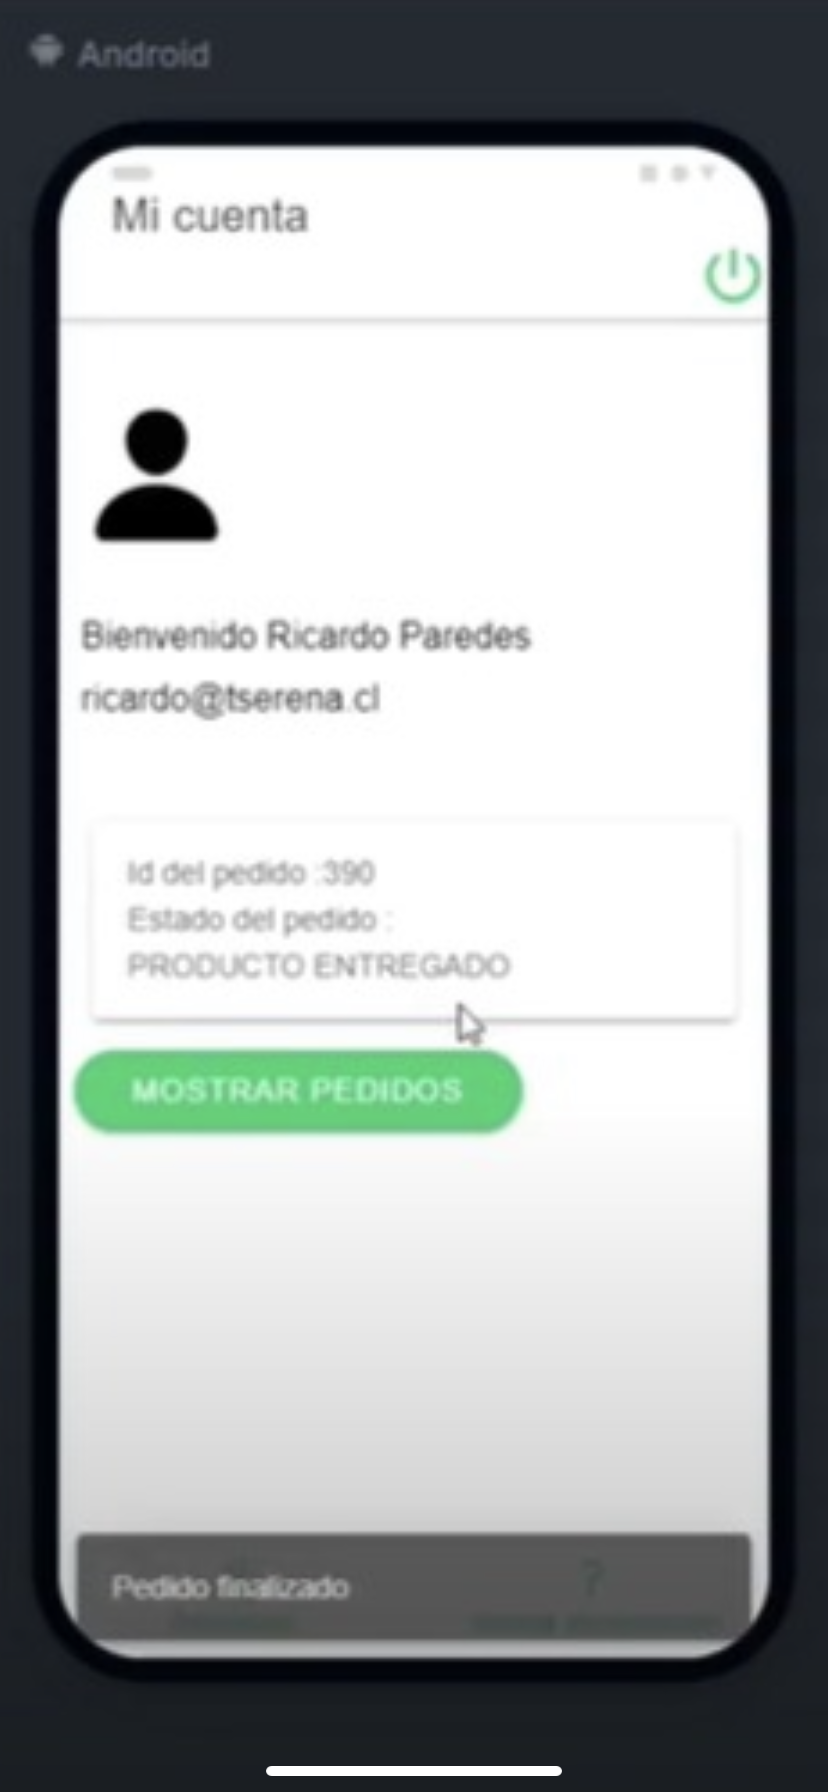 Android
Mi cuenta
Bienvenido Ricardo Paredes
ricardo@tserena.cl
Id del pedido :390
Estado del pedido :
PRODUCTO ENTREGADO
MOSTRAR PEDIDOS
?
Pedido finalizado